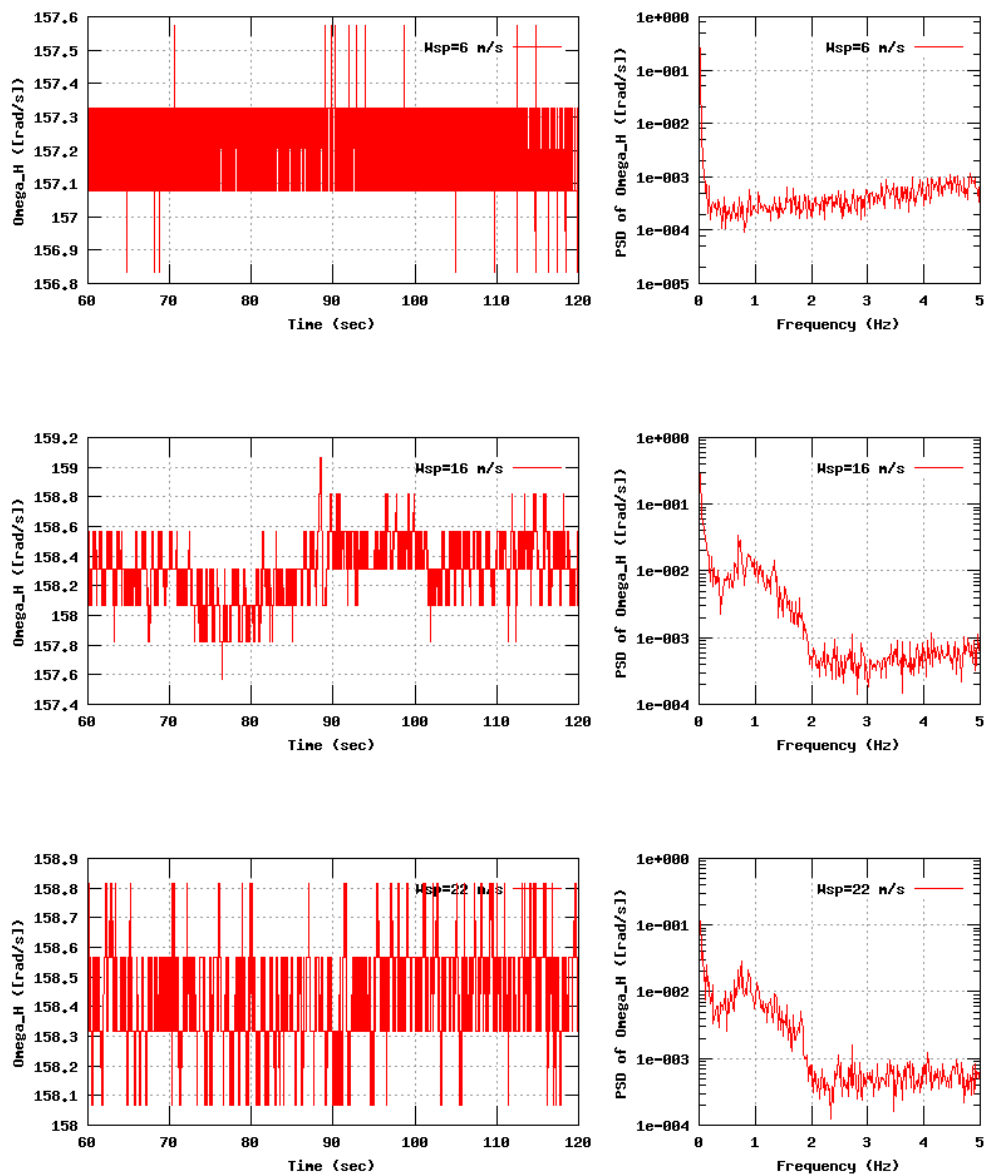 Omega_H ([rad/s])
157.6
157.5
157.4
157.3
157.2
157.1
157
156.9
156.8
60 70 80 90 100 110 120
Time (sec)
Wsp=6 m/s
PSD of Omega_H ([rad/s])
1e+000
1e-001
1e-002
1e-003
1e-004
1e-005
0 1 2 3 4 5
Frequency (Hz)
Wsp=6 m/s
Omega_H ([rad/s])
159.2
159
158.8
158.6
158.4
158.2
158
157.8
157.6
157.4
60 70 80 90 100 110 120
Time (sec)
Wsp=16 m/s
PSD of Omega_H ([rad/s])
1e+000
1e-001
1e-002
1e-003
1e-004
0 1 2 3 4 5
Frequency (Hz)
Wsp=16 m/s
Omega_H ([rad/s])
158.9
158.8
158.7
158.6
158.5
158.4
158.3
158.2
158.1
158
60 70 80 90 100 110 120
Time (sec)
Wsp=22 m/s
PSD of Omega_H ([rad/s])
1e+000
1e-001
1e-002
1e-003
1e-004
0 1 2 3 4 5
Frequency (Hz)
Wsp=22 m/s